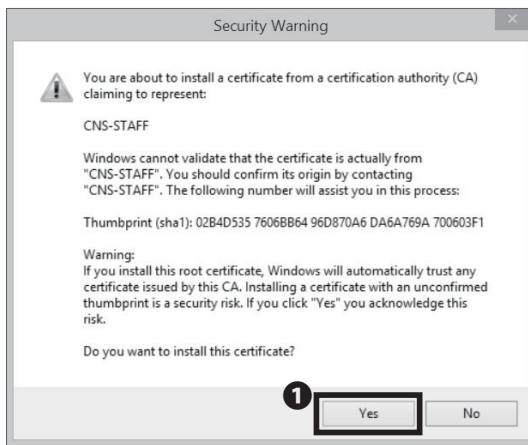 Security Warning
You are about to install a certificate from a certification authority (CA)
claiming to represent:
CNS-STAFF
Windows cannot validate that the certificate is actually from
"CNS-STAFF". You should confirm its origin by contacting
"CNS-STAFF". The following number will assist you in this process:
Thumbprint (sha1): 02B4D535 7606BB64 96D870A6 DA6A769A 700603F1
Warning:
If you install this root certificate, Windows will automatically trust any
certificate issued by this CA. Installing a certificate with an unconfirmed
thumbprint is a security risk. If you click "Yes" you acknowledge this
risk.
Do you want to install this certificate?
1
Yes No